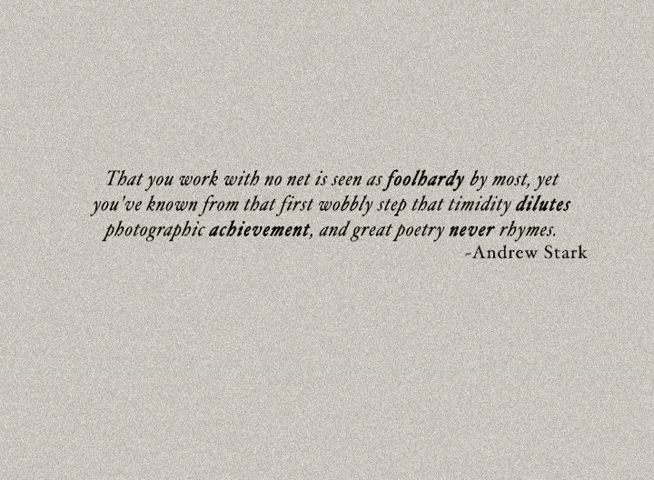 That you work with no net is seen as foolhardy by most, yet
you've known from that first wobbly step that timidity dilutes
photographic achievement, and great poetry never rhymes.
-Andrew Stark